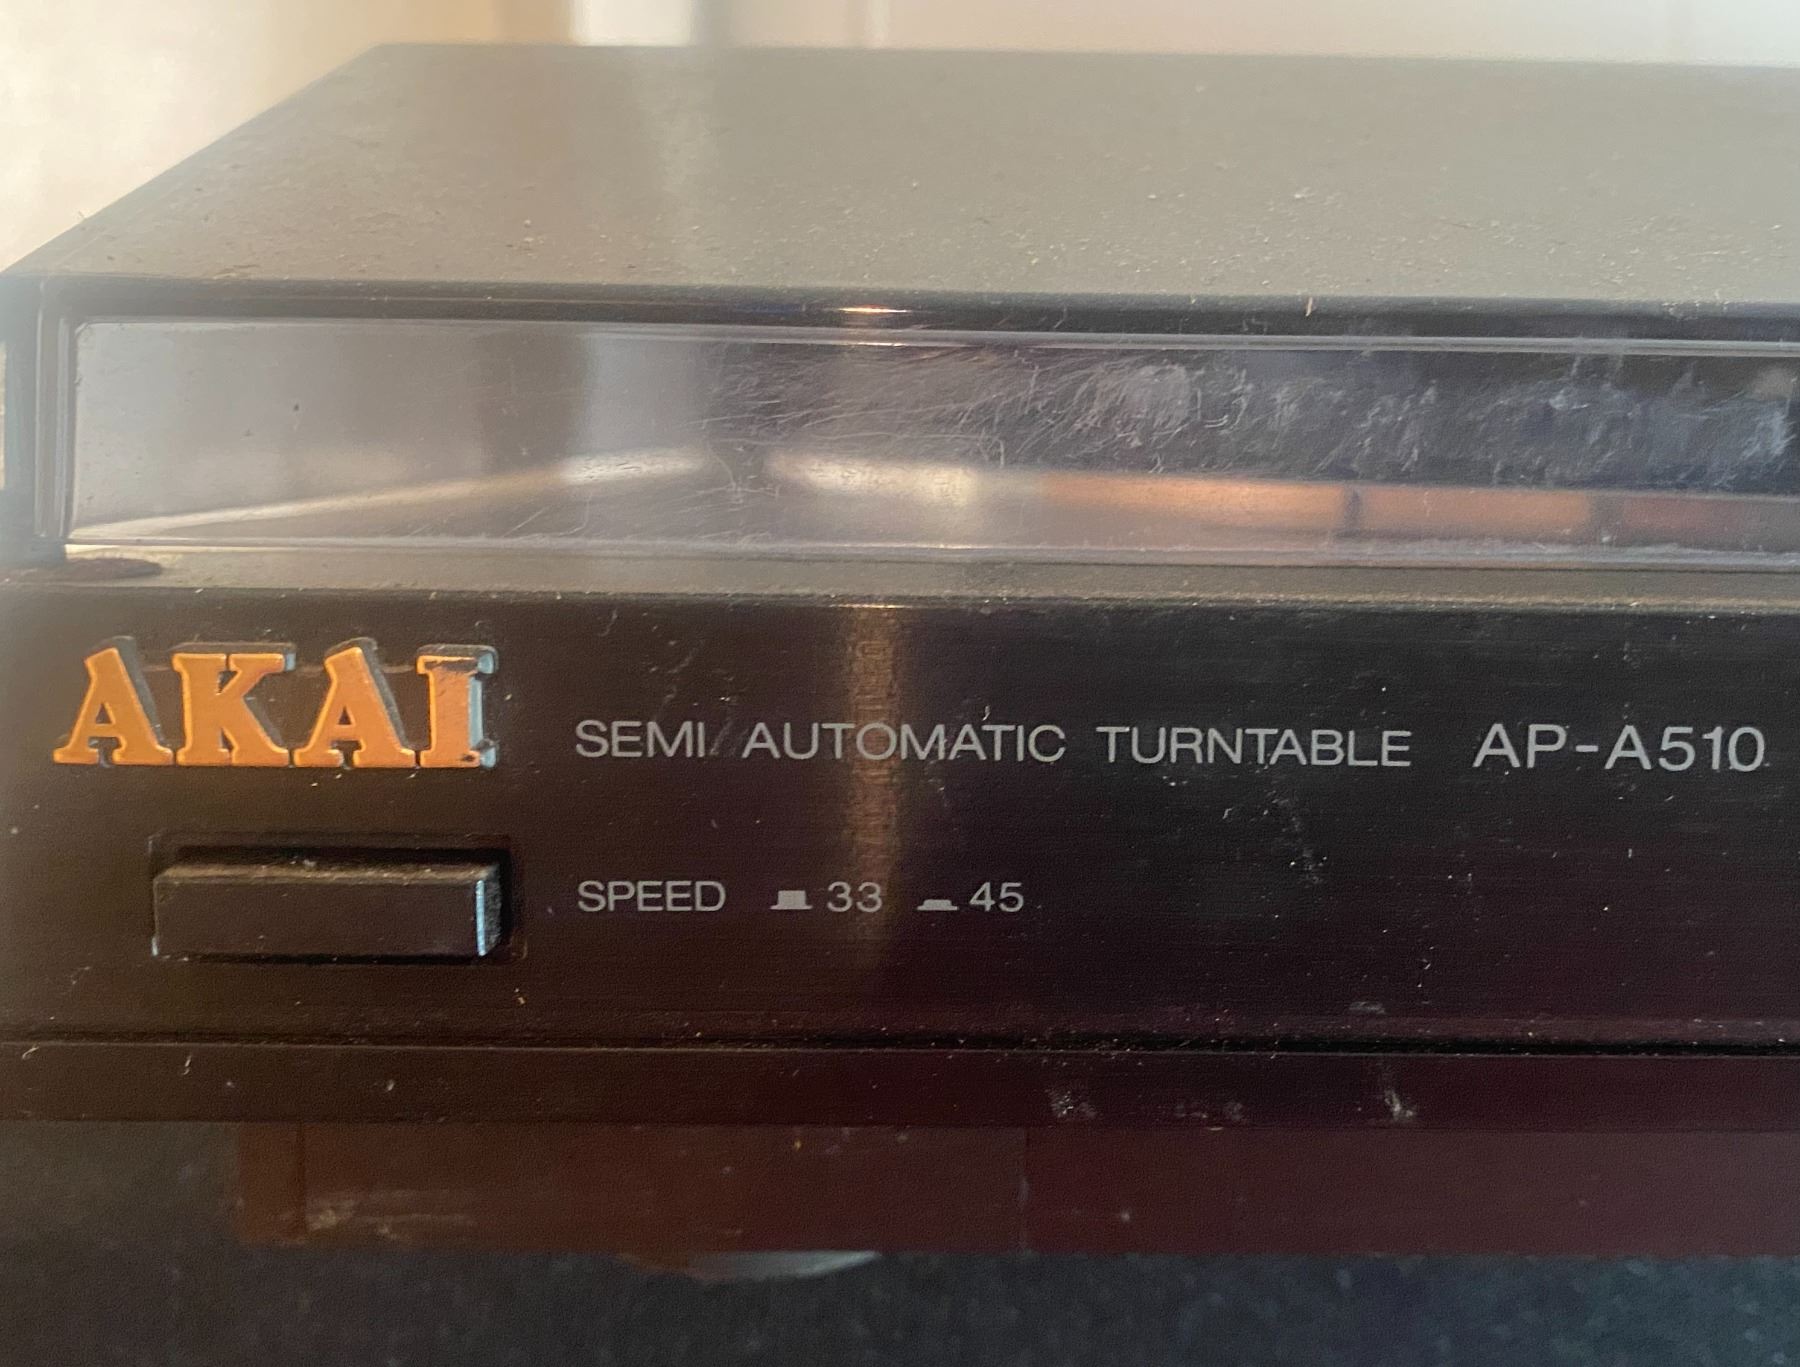 AKAI
SEMI AUTOMATIC TURNTABLE AP-A510
SPEED 33 45